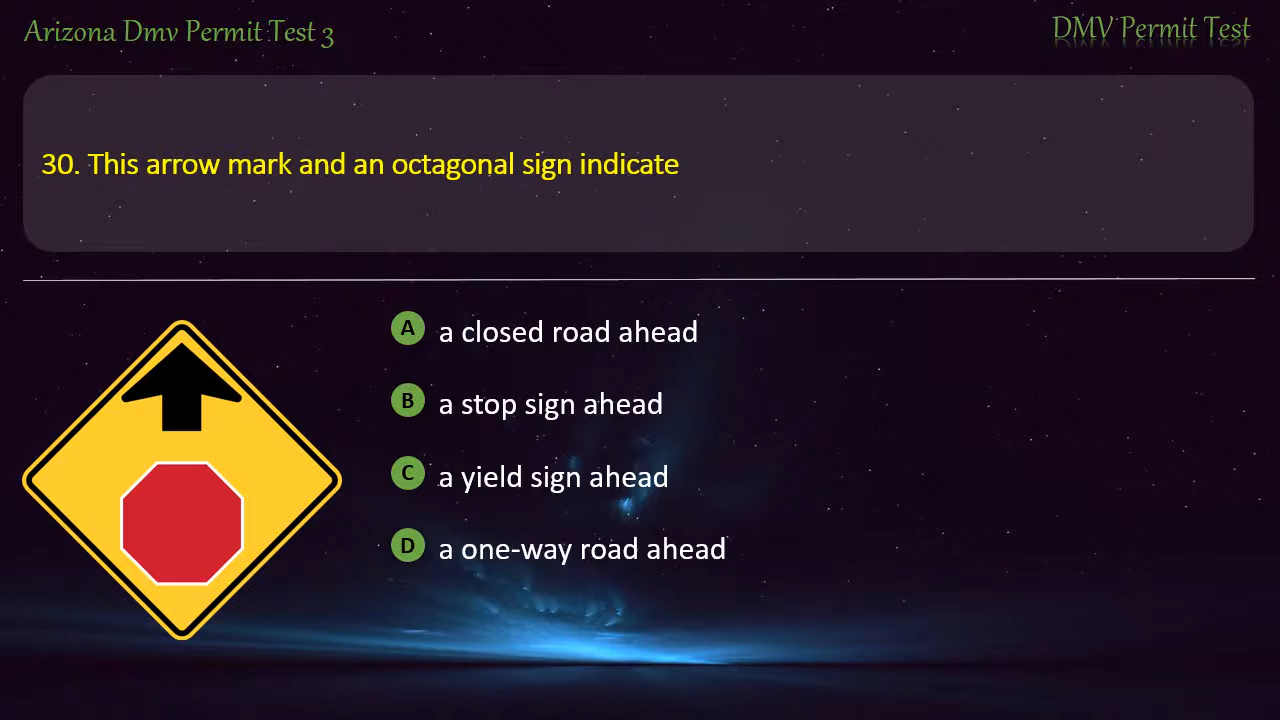 Arizona Dmv Permit Test 3
DMV Permit Test
30. This arrow mark and an octagonal sign indicate
A a closed road ahead
B a stop sign ahead
C a yield sign ahead
D a one-way road ahead